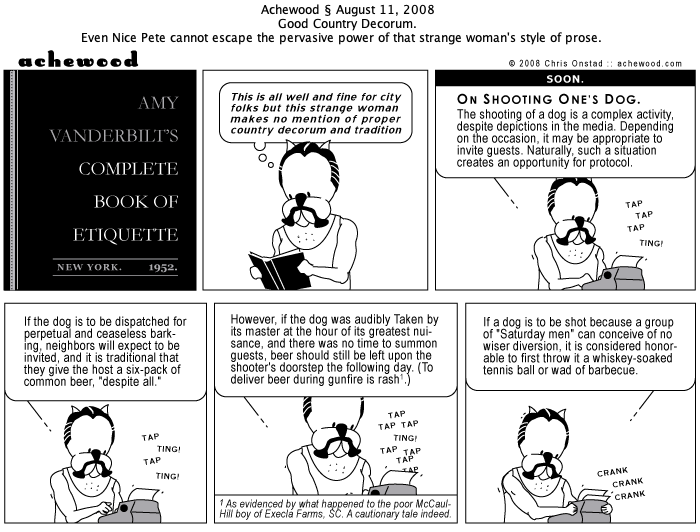 Achewood § August 11, 2008
Good Country Decorum.
Even Nice Pete cannot escape the pervasive power of that strange woman's style of prose.
achewood
© 2008 Chris Onstad :: achewood.com
AMY
VANDERBILT'S
COMPLETE
BOOK OF
ETIQUETTE
NEW YORK. 1952.
This is all well and fine for city
folks but this strange woman
makes no mention of proper
country decorum and tradition
SOON.
ON SHOOTING ONE'S DOG.
The shooting of a dog is a complex activity,
despite depictions in the media. Depending
on the occasion, it may be appropriate to
invite guests. Naturally, such a situation
creates an opportunity for protocol.
TAP
TAP
TAP
TING!
If the dog is to be dispatched for
perpetual and ceaseless bark-
ing, neighbors will expect to be
invited, and it is traditional that
they give the host a six-pack of
common beer, "despite all."
TAP
TING!
TAP
TING!
However, if the dog was audibly Taken by
its master at the hour of its greatest nui-
sance, and there was no time to summon
guests, beer should still be left upon the
shooter's doorstep the following day. (To
deliver beer during gunfire is rash¹.)
TAP
TAP TAP
TING!
TAP TAP
TAP
TAP
¹ As evidenced by what happened to the poor McCaul-
Hill boy of Execla Farms, SC. A cautionary tale indeed.
If a dog is to be shot because a group
of "Saturday men" can conceive of no
wiser diversion, it is considered honor-
able to first throw it a whiskey-soaked
tennis ball or wad of barbecue.
CRANK
CRANK
CRANK